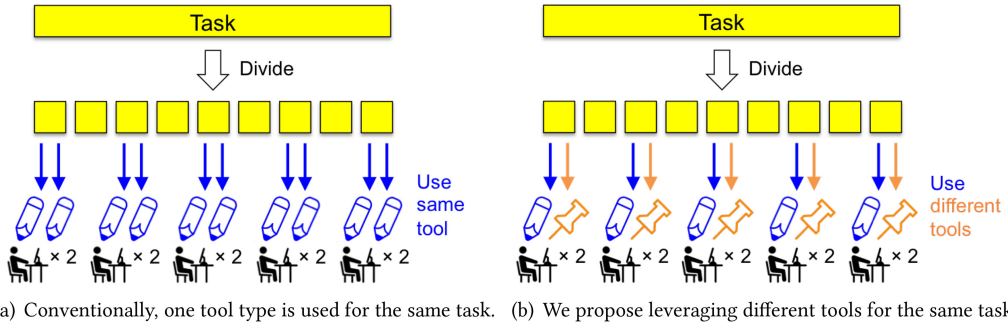 Task
Divide
Use
same
tool
× 2 × 2 × 2 × 2 × 2
a) Conventionally, one tool type is used for the same task.
Task
Divide
Use
different
tools
× 2 × 2 × 2 × 2 × 2
(b) We propose leveraging different tools for the same task